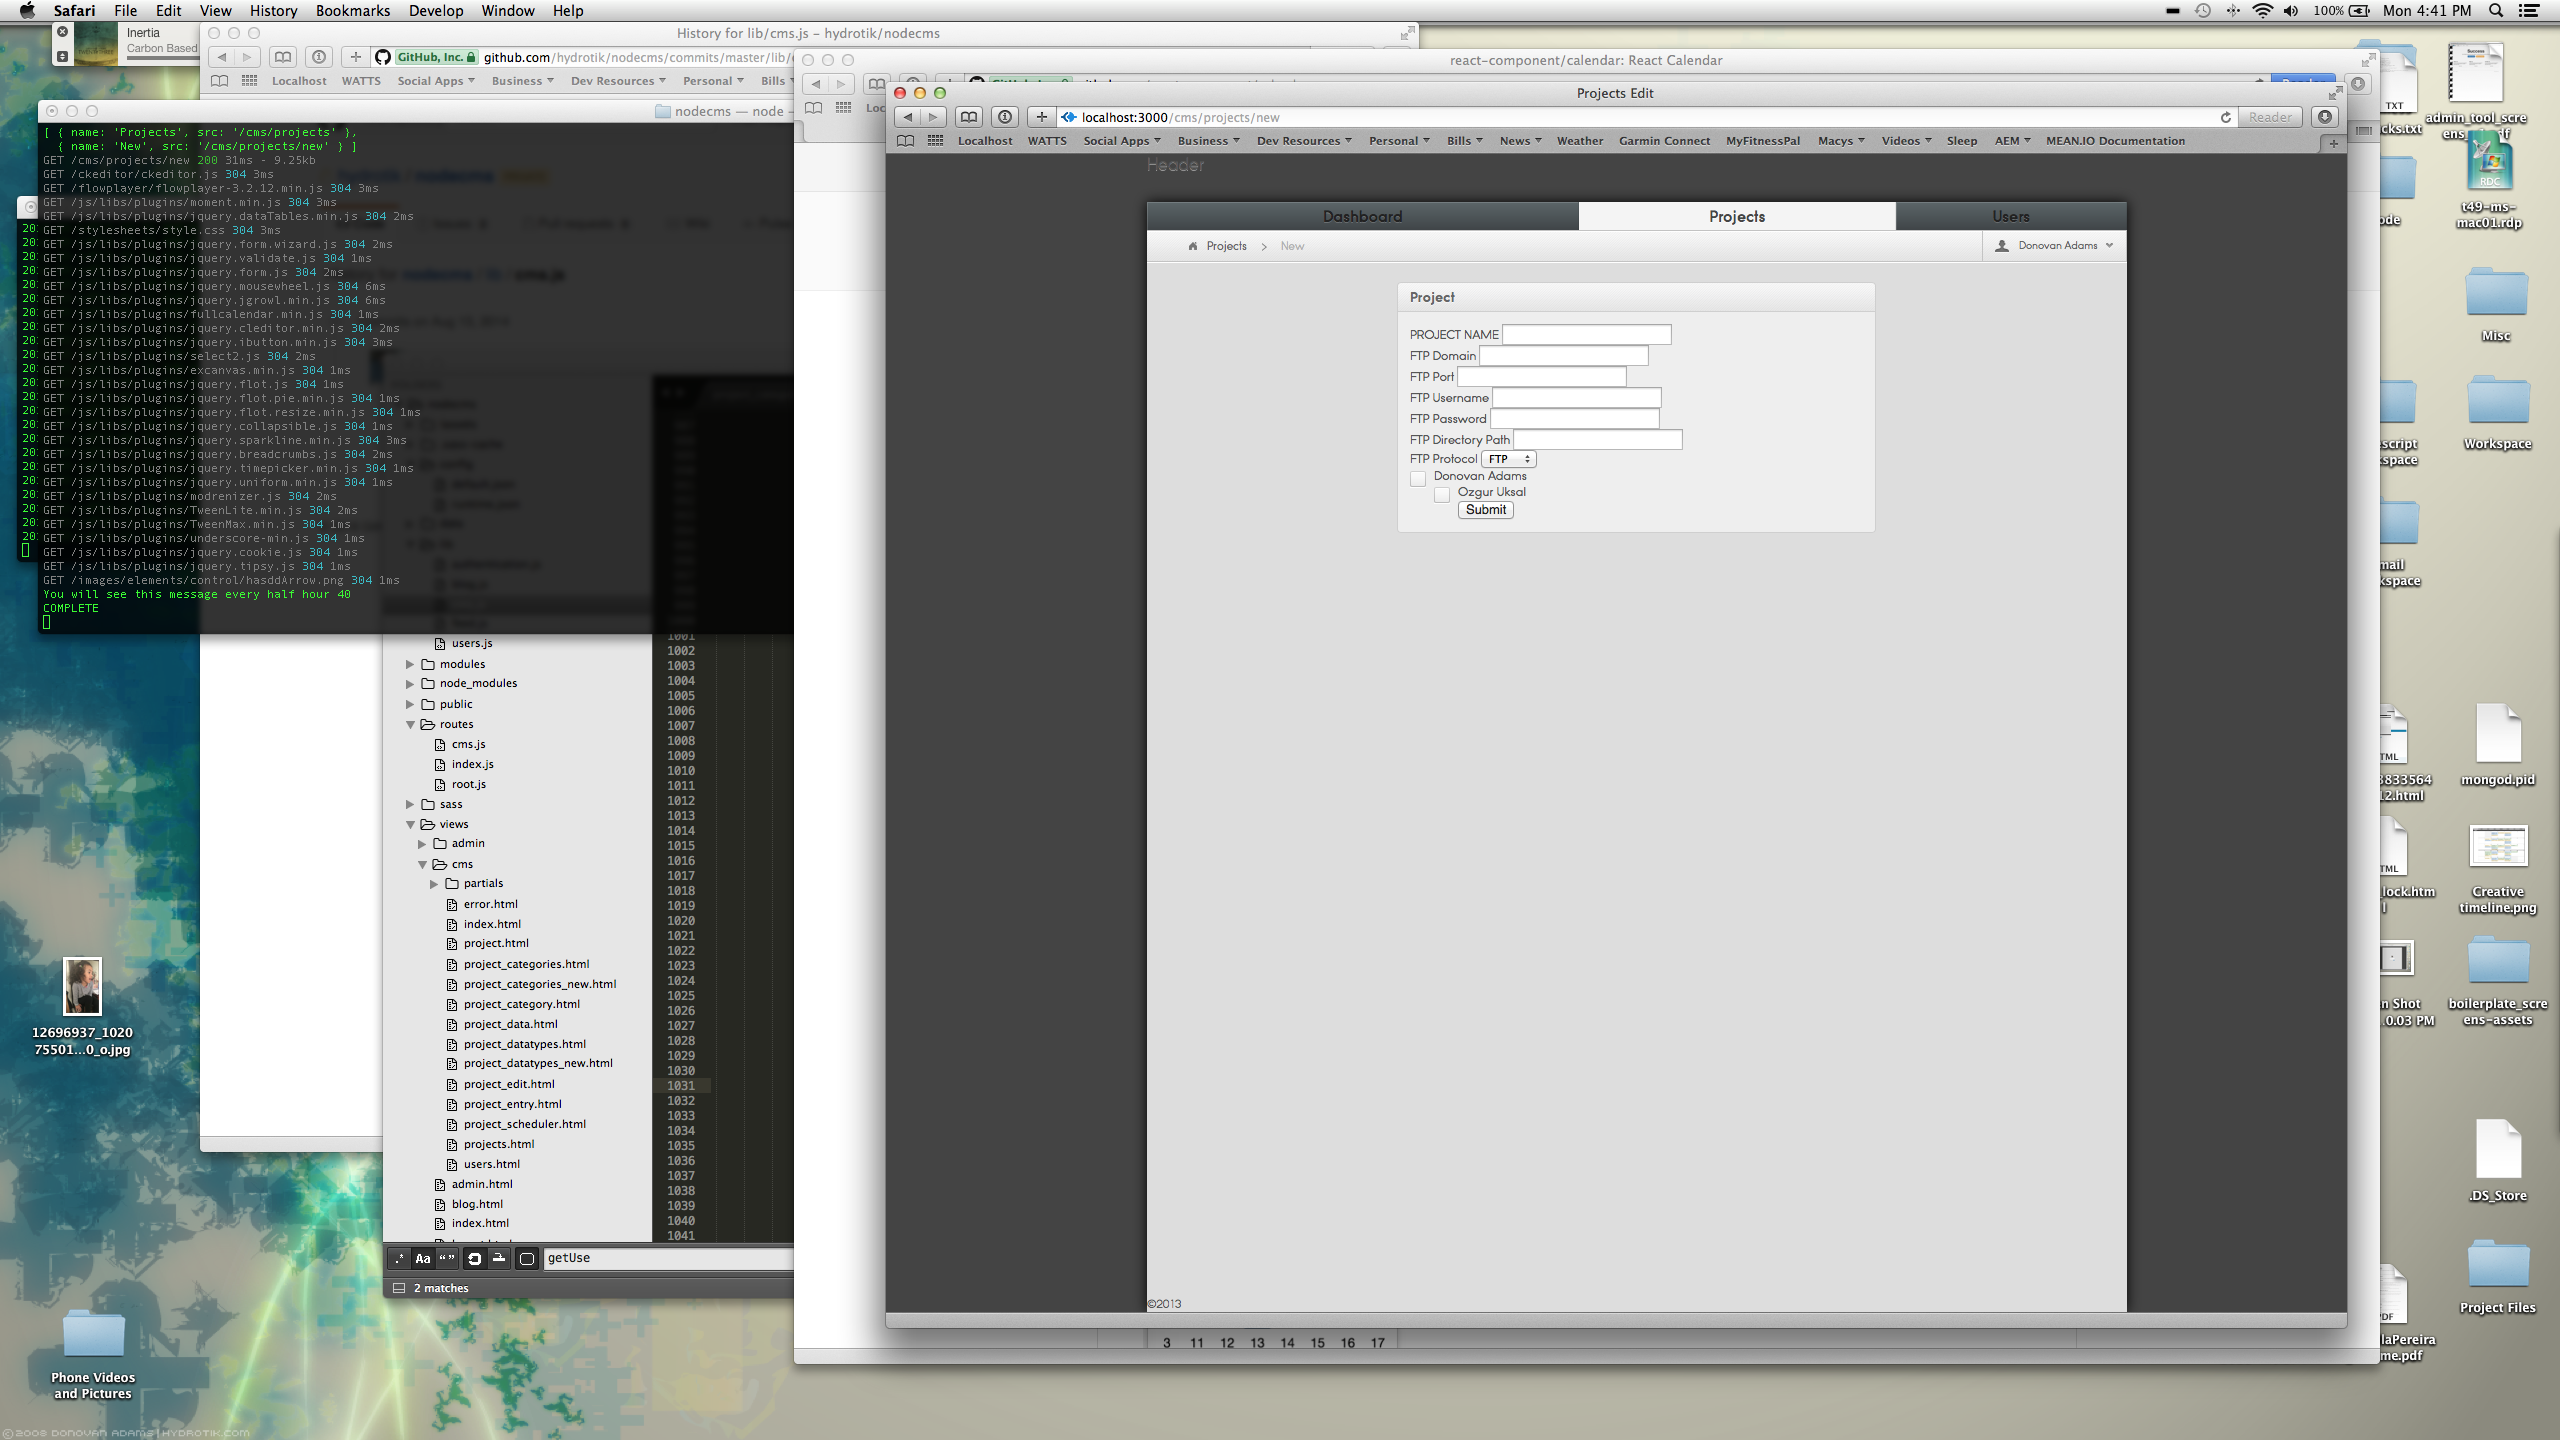 Safari File Edit View History Bookmarks Develop Window Help
100% Mon 4:41 PM
Inertia
Carbon Based
History for lib/cms.js – hydrotik/nodecms
GitHub, Inc. github.com/hydrotik/nodecms/commits/master/lib/
Localhost WATTS Social Apps Business Dev Resources Personal Bills
react-component/calendar: React Calendar
nodecms — node —
[ { name: 'Projects', src: '/cms/projects' },
{ name: 'New', src: '/cms/projects/new' } ]
GET /cms/projects/new 200 31ms - 9.25kb
GET /ckeditor/ckeditor.js 304 3ms
GET /flowplayer/flowplayer-3.2.12.min.js 304 3ms
GET /js/libs/plugins/moment.min.js 304 3ms
GET /js/libs/plugins/jquery.dataTables.min.js 304 2ms
GET /stylesheets/style.css 304 3ms
GET /js/libs/plugins/jquery.form.wizard.js 304 2ms
GET /js/libs/plugins/jquery.validate.js 304 1ms
GET /js/libs/plugins/jquery.form.js 304 2ms
GET /js/libs/plugins/jquery.mousewheel.js 304 6ms
GET /js/libs/plugins/jquery.jgrowl.min.js 304 6ms
GET /js/libs/plugins/fullcalendar.min.js 304 1ms
GET /js/libs/plugins/jquery.cleditor.min.js 304 2ms
GET /js/libs/plugins/jquery.ibutton.min.js 304 3ms
GET /js/libs/plugins/select2.js 304 2ms
GET /js/libs/plugins/excanvas.min.js 304 1ms
GET /js/libs/plugins/jquery.flot.js 304 1ms
GET /js/libs/plugins/jquery.flot.pie.min.js 304 1ms
GET /js/libs/plugins/jquery.flot.resize.min.js 304 1ms
GET /js/libs/plugins/jquery.collapsible.js 304 1ms
GET /js/libs/plugins/jquery.sparkline.min.js 304 3ms
GET /js/libs/plugins/jquery.breadcrumbs.js 304 2ms
GET /js/libs/plugins/jquery.timepicker.min.js 304 1ms
GET /js/libs/plugins/jquery.uniform.min.js 304 1ms
GET /js/libs/plugins/modrenizer.js 304 2ms
GET /js/libs/plugins/TweenLite.min.js 304 2ms
GET /js/libs/plugins/TweenMax.min.js 304 1ms
GET /js/libs/plugins/underscore-min.js 304 1ms
GET /js/libs/plugins/jquery.cookie.js 304 1ms
GET /js/libs/plugins/jquery.tipsy.js 304 1ms
GET /images/elements/control/hasddArrow.png 304 1ms
You will see this message every half hour 40
COMPLETE
users.js
modules
node_modules
public
routes
cms.js
index.js
root.js
sass
views
admin
cms
partials
error.html
index.html
project.html
project_categories.html
project_categories_new.html
project_category.html
project_data.html
project_datatypes.html
project_datatypes_new.html
project_edit.html
project_entry.html
project_scheduler.html
projects.html
users.html
admin.html
blog.html
index.html
1001
1002
1003
1004
1005
1006
1007
1008
1009
1010
1011
1012
1013
1014
1015
1016
1017
1018
1019
1020
1021
1022
1023
1024
1025
1026
1027
1028
1029
1030
1031
1032
1033
1034
1035
1036
1037
1038
1039
1040
1041
Aa getUse
2 matches
Projects Edit
localhost:3000/cms/projects/new Reader
Localhost WATTS Social Apps Business Dev Resources Personal Bills News Weather Garmin Connect MyFitnessPal Macys Videos Sleep AEM MEAN.IO Documentation
Header
Dashboard Projects Users
Projects New Donovan Adams
Project
PROJECT NAME
FTP Domain
FTP Port
FTP Username
FTP Password
FTP Directory Path
FTP Protocol FTP
Donovan Adams
Ozgur Uksal
Submit
©2013
3 11 12 13 14 15 16 17
TXT
cks.txt
admin_tool_scre
RDC
t49-ms-
mac01.rdp
Misc
script
kspace
Workspace
mail
kspace
3833564
12.html
mongod.pid
_lock.htm
l
Creative
timeline.png
n Shot
.0.03 PM
boilerplate_scre
ens-assets
.DS_Store
PDF
laPereira
me.pdf
Project Files
12696937_1020
75501...0_o.jpg
Phone Videos
and Pictures
©2009 DONOVAN ADAMS | HYDROTIK.COM